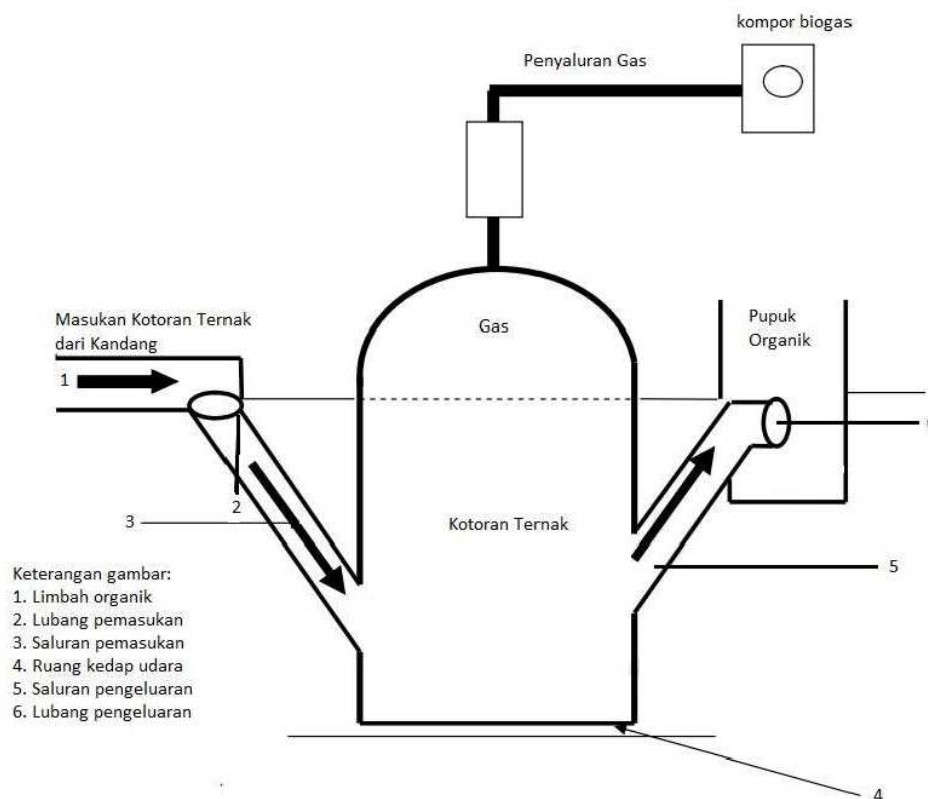 kompor biogas
Penyaluran Gas
Masukan Kotoran Ternak
dari Kandang
Gas
Pupuk
Organik
1
2
3
Kotoran Ternak
5
Keterangan gambar:
1. Limbah organik
2. Lubang pemasukan
3. Saluran pemasukan
4. Ruang kedap udara
5. Saluran pengeluaran
6. Lubang pengeluaran
4